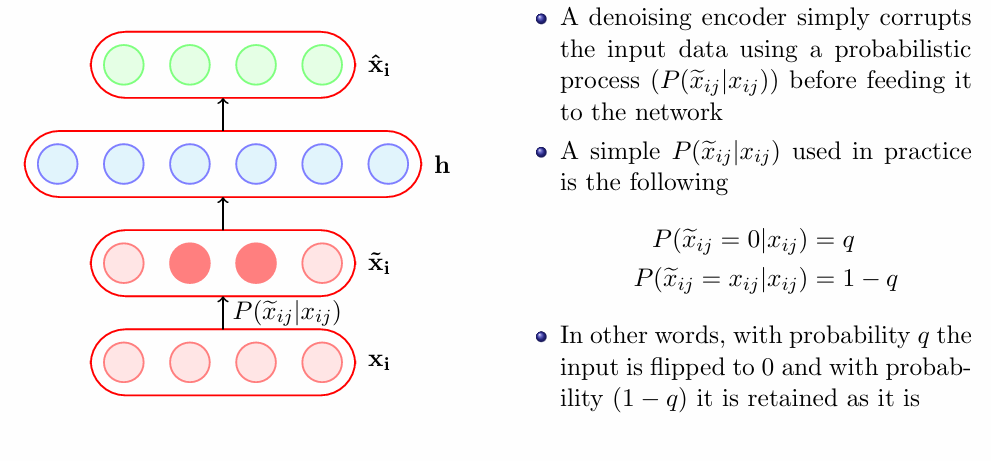 x̂ᵢ
h
x̃ᵢ
P(x̃ᵢⱼ|xᵢⱼ)
xᵢ
A denoising encoder simply corrupts
the input data using a probabilistic
process (P(x̃ᵢⱼ|xᵢⱼ)) before feeding it
to the network
A simple P(x̃ᵢⱼ|xᵢⱼ) used in practice
is the following
P(x̃ᵢⱼ = 0|xᵢⱼ) = q
P(x̃ᵢⱼ = xᵢⱼ|xᵢⱼ) = 1 − q
In other words, with probability q the
input is flipped to 0 and with probab-
ility (1 − q) it is retained as it is